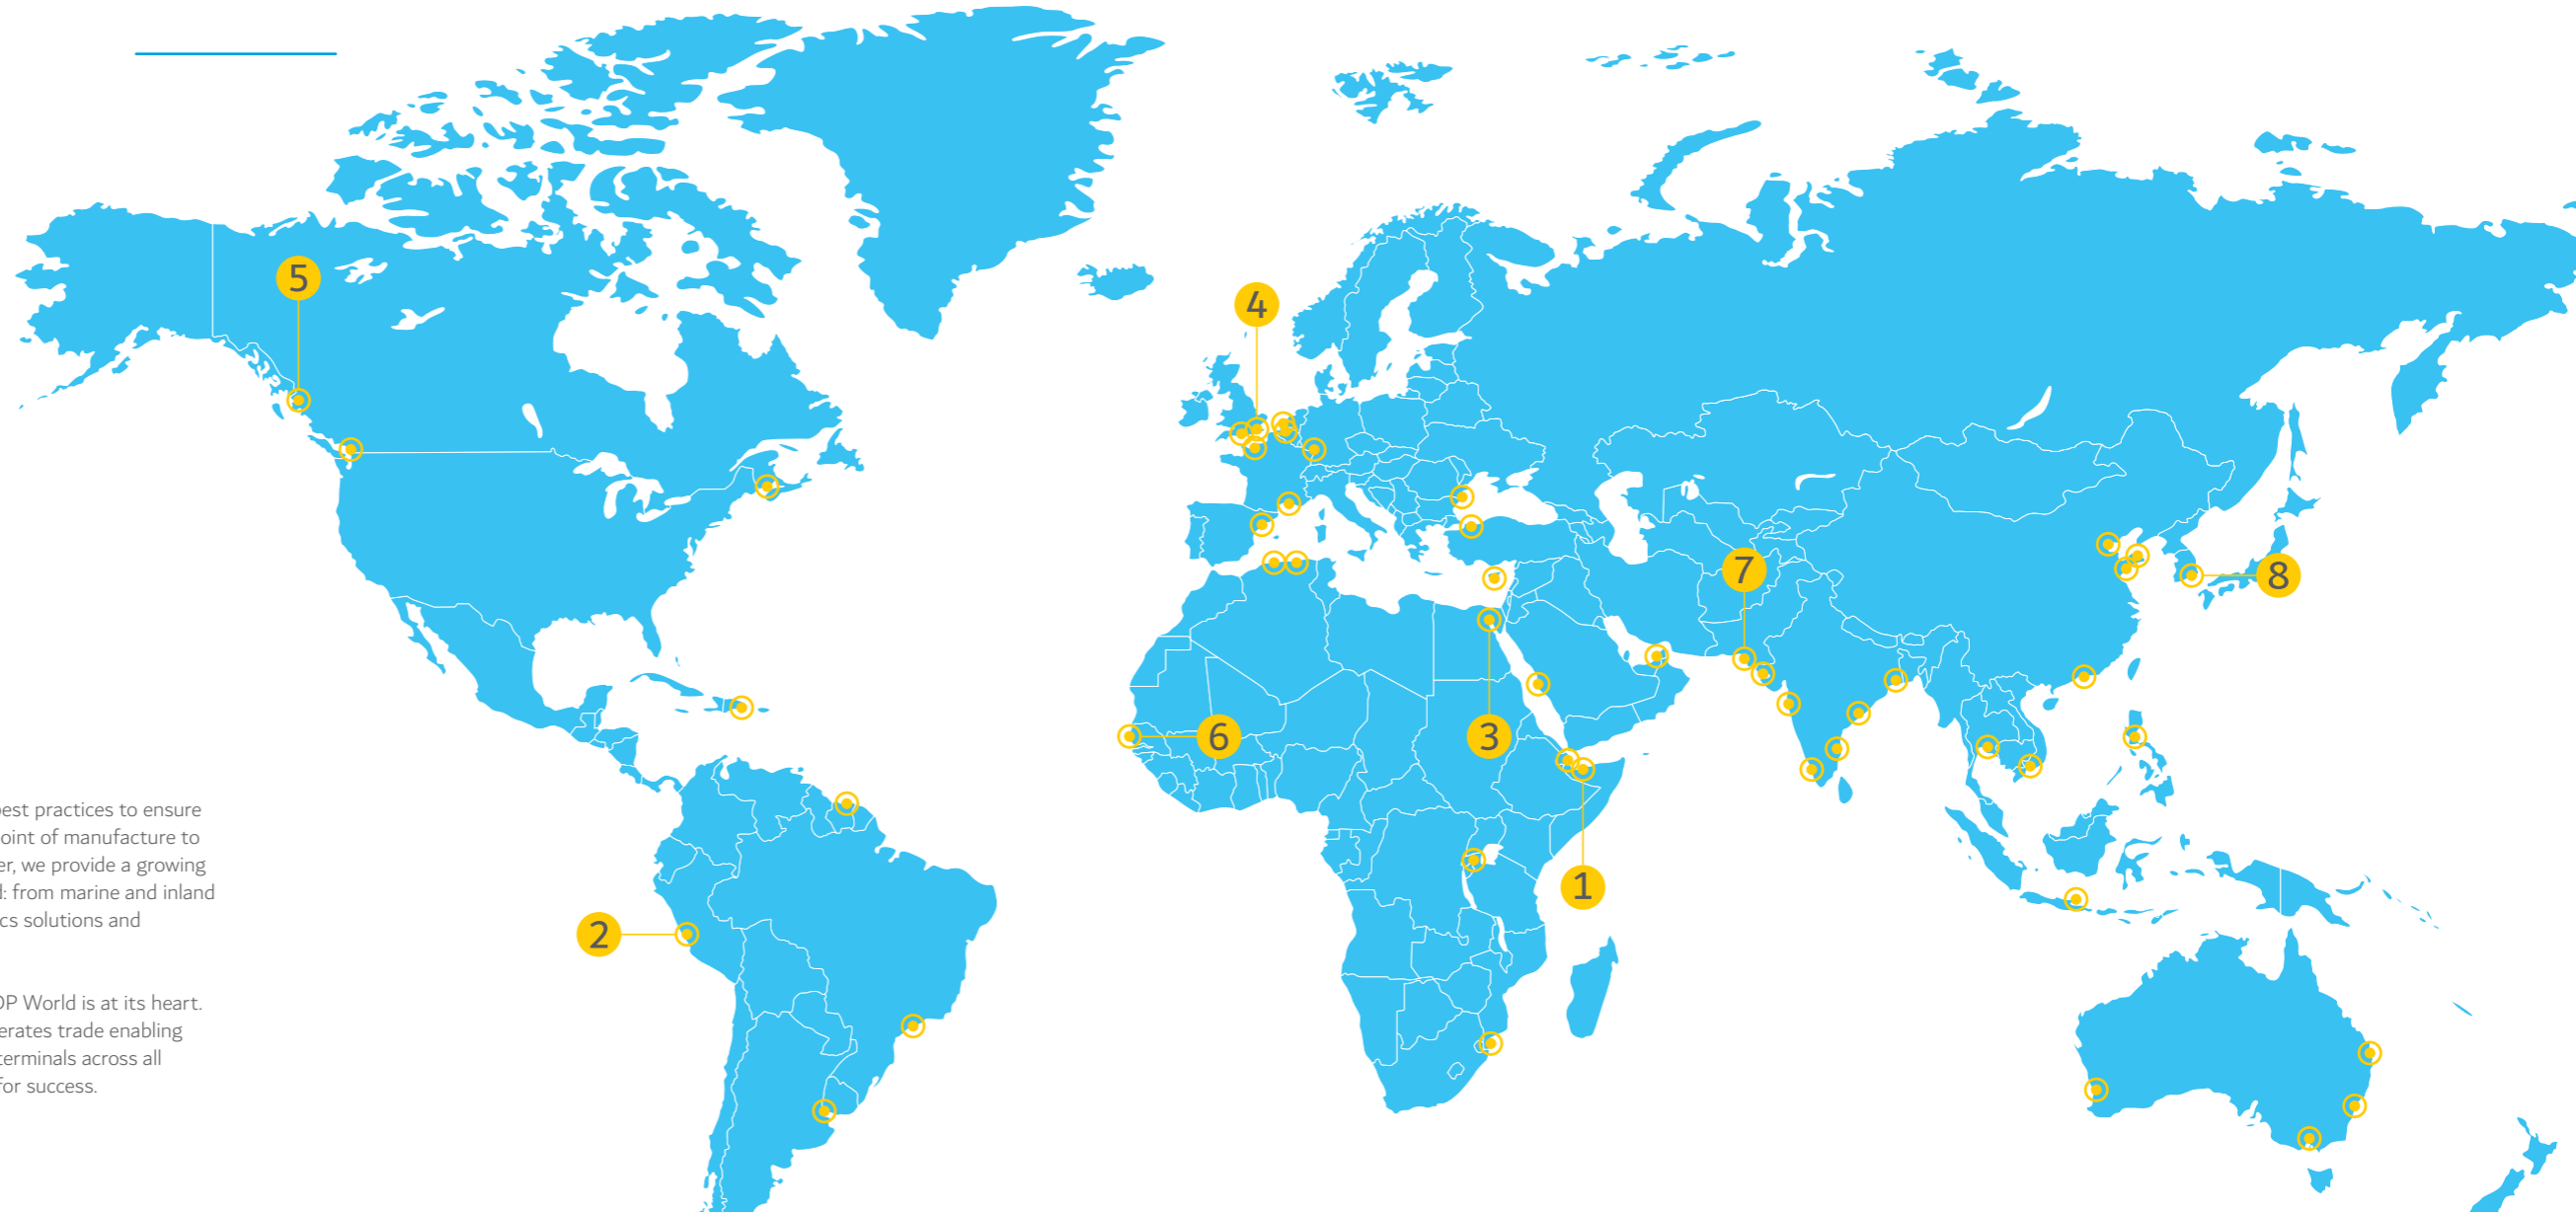 5
4
7
8
6
3
1
2
best practices to ensure
oint of manufacture to
er, we provide a growing
d: from marine and inland
cs solutions and
DP World is at its heart.
erates trade enabling
terminals across all
for success.